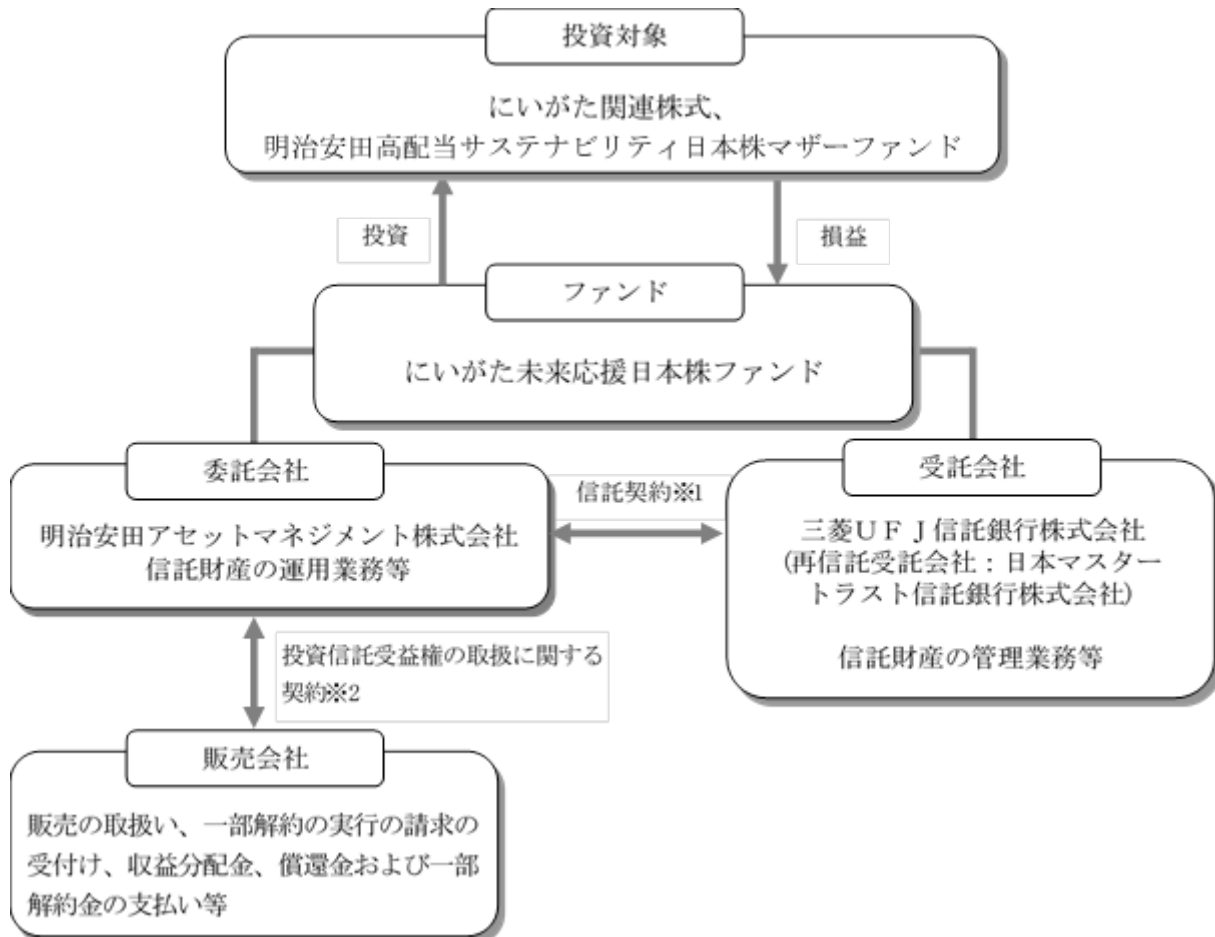 投資対象
にいがた関連株式、
明治安田高配当サステナビリティ日本株マザーファンド
投資
損益
ファンド
にいがた未来応援日本株ファンド
委託会社
明治安田アセットマネジメント株式会社
信託財産の運用業務等
信託契約※1
受託会社
三菱UFJ信託銀行株式会社
(再信託受託会社：日本マスター
トラスト信託銀行株式会社)
信託財産の管理業務等
投資信託受益権の取扱に関する
契約※2
販売会社
販売の取扱い、一部解約の実行の請求の
受付け、収益分配金、償還金および一部
解約金の支払い等